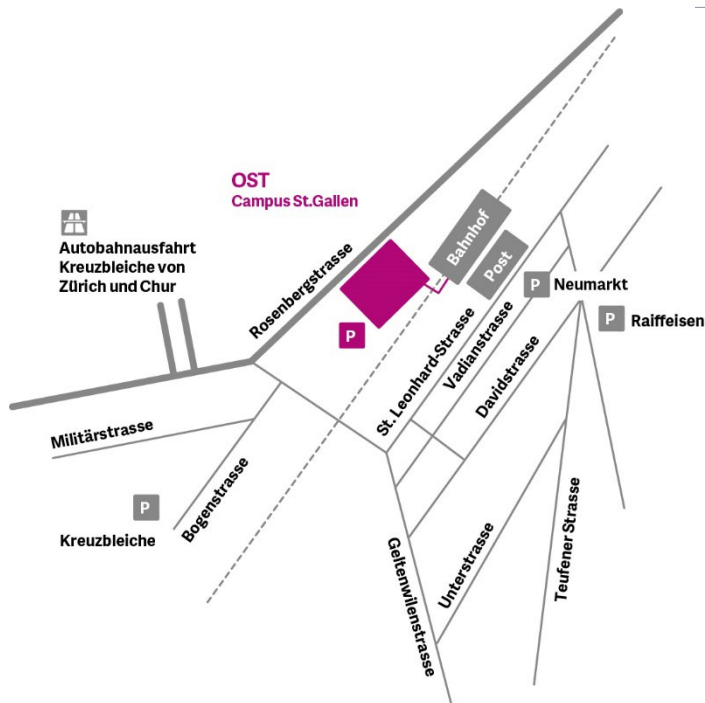 OST
Campus St.Gallen
Autobahnausfahrt
Kreuzbleiche von
Zürich und Chur
Rosenbergstrasse
Bahnhof
Post
P
Neumarkt
P
Raiffeisen
P
St. Leonhard-Strasse
Vadianstrasse
Davidstrasse
Militärstrasse
Bogenstrasse
P
Kreuzbleiche
Geltenwilenstrasse
Unterstrasse
Teufener Strasse